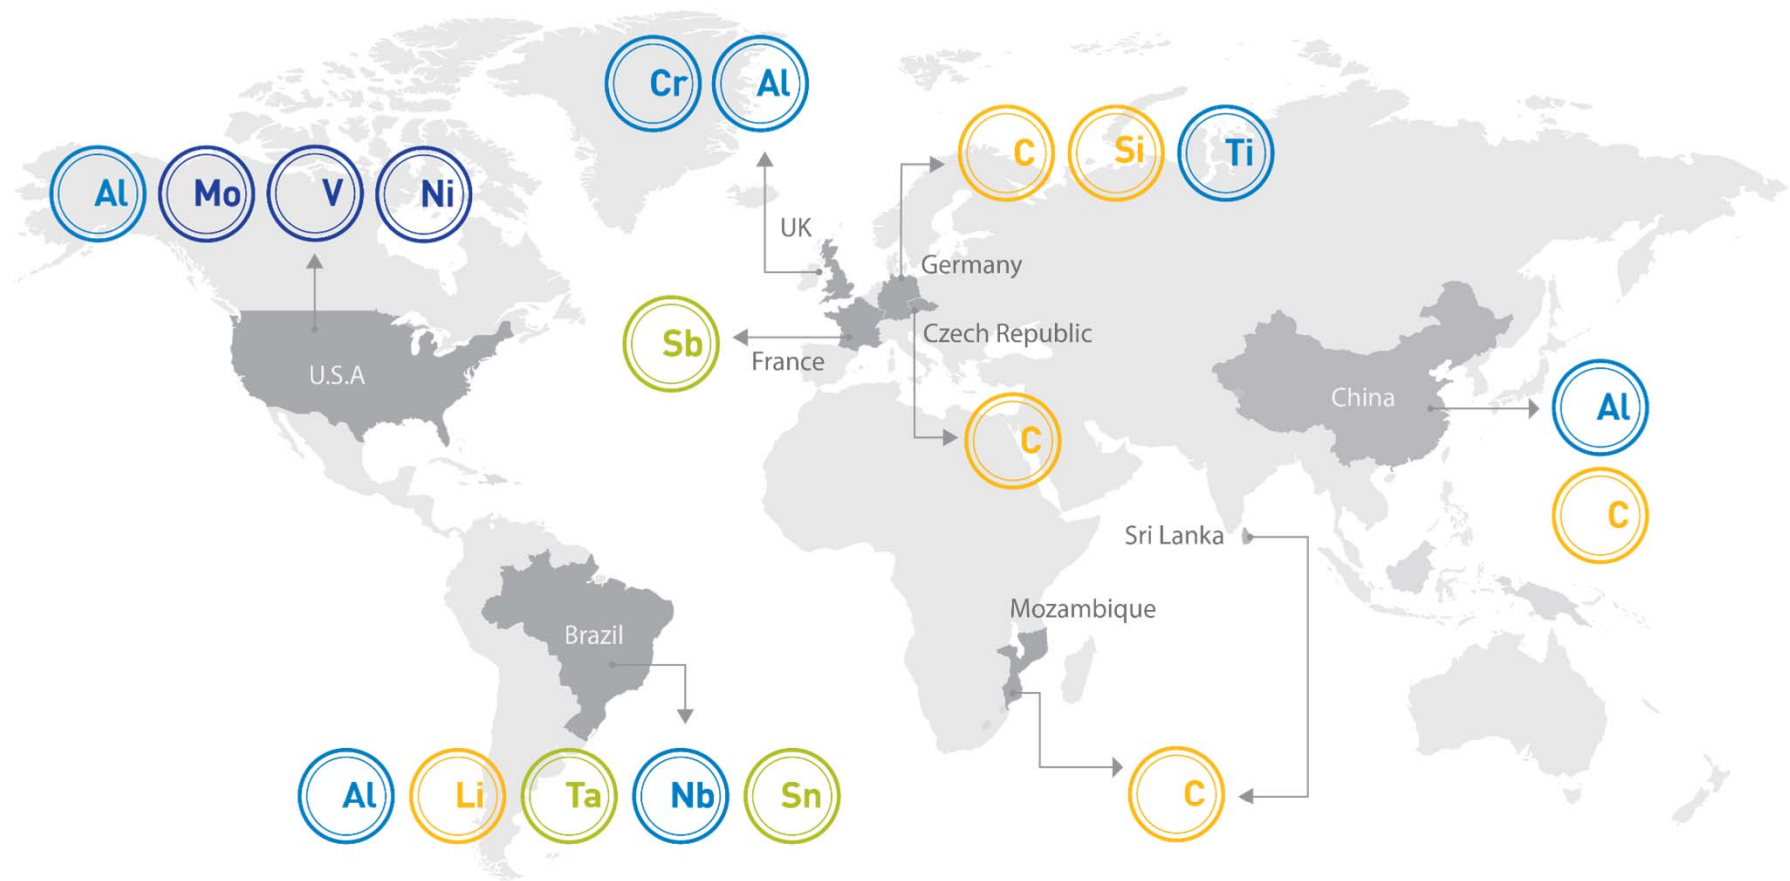 Cr Al
C Si Ti
Al Mo V Ni
UK
Germany
Sb
France
Czech Republic
U.S.A
China
Al
C
C
Sri Lanka
Mozambique
Brazil
Al Li Ta Nb Sn
C